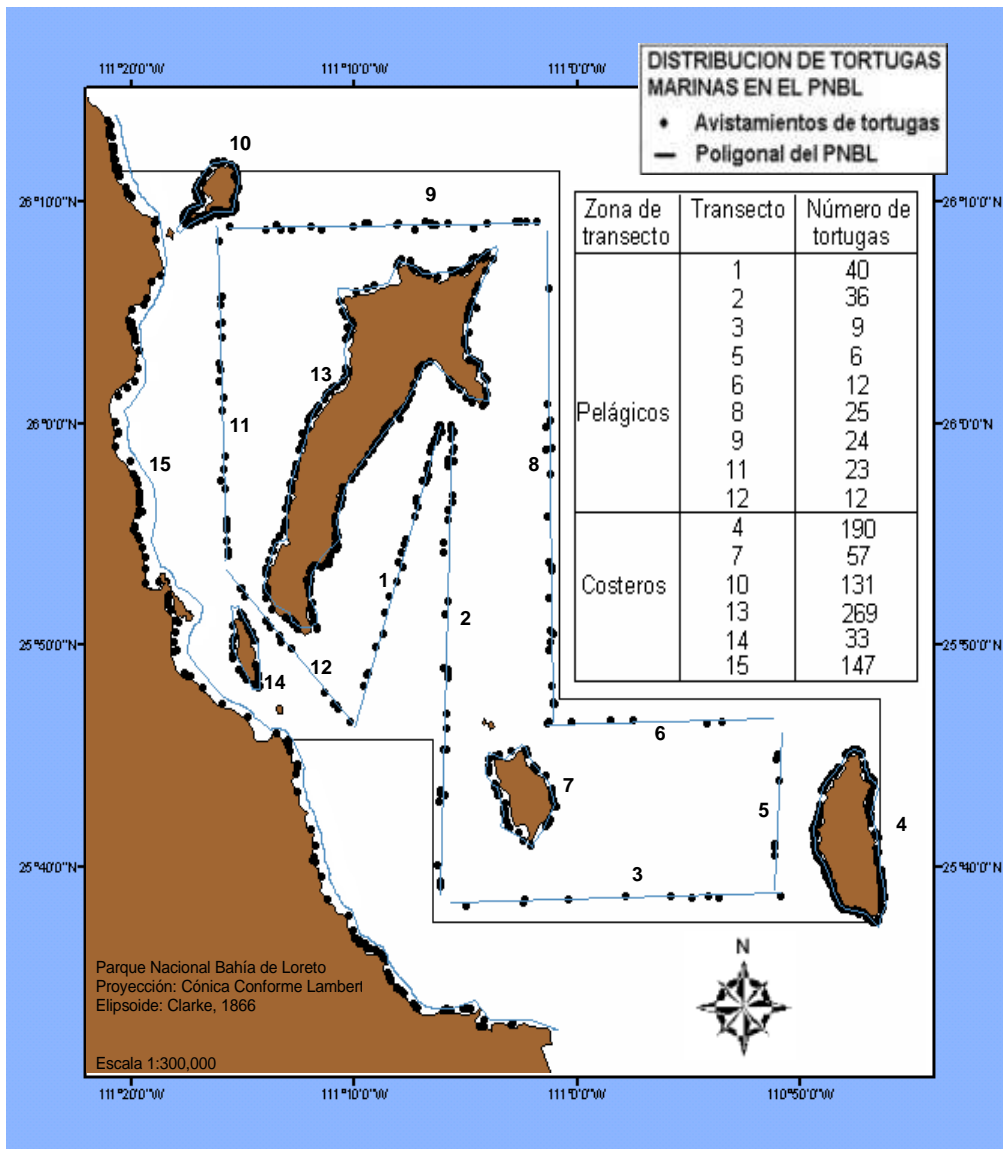 111°20'0"W 111°10'0"W 111°0'0"W
DISTRIBUCION DE TORTUGAS
MARINAS EN EL PNBL
Avistamientos de tortugas
Poligonal del PNBL
10
9
26°10'0"N 26°10'0"N
Zona de transecto Transecto Número de tortugas
Pelágicos
1 40
2 36
3 9
5 6
6 12
8 25
9 24
11 23
12 12
Costeros
4 190
7 57
10 131
13 269
14 33
15 147
13
26°0'0"N 26°0'0"N
11
15
8
1
2
25°50'0"N 25°50'0"N
12
14
6
7
5
4
25°40'0"N 25°40'0"N
3
N
Parque Nacional Bahía de Loreto
Proyección: Cónica Conforme Lambert
Elipsoide: Clarke, 1866
Escala 1:300,000
111°20'0"W 111°10'0"W 111°0'0"W 110°50'0"W